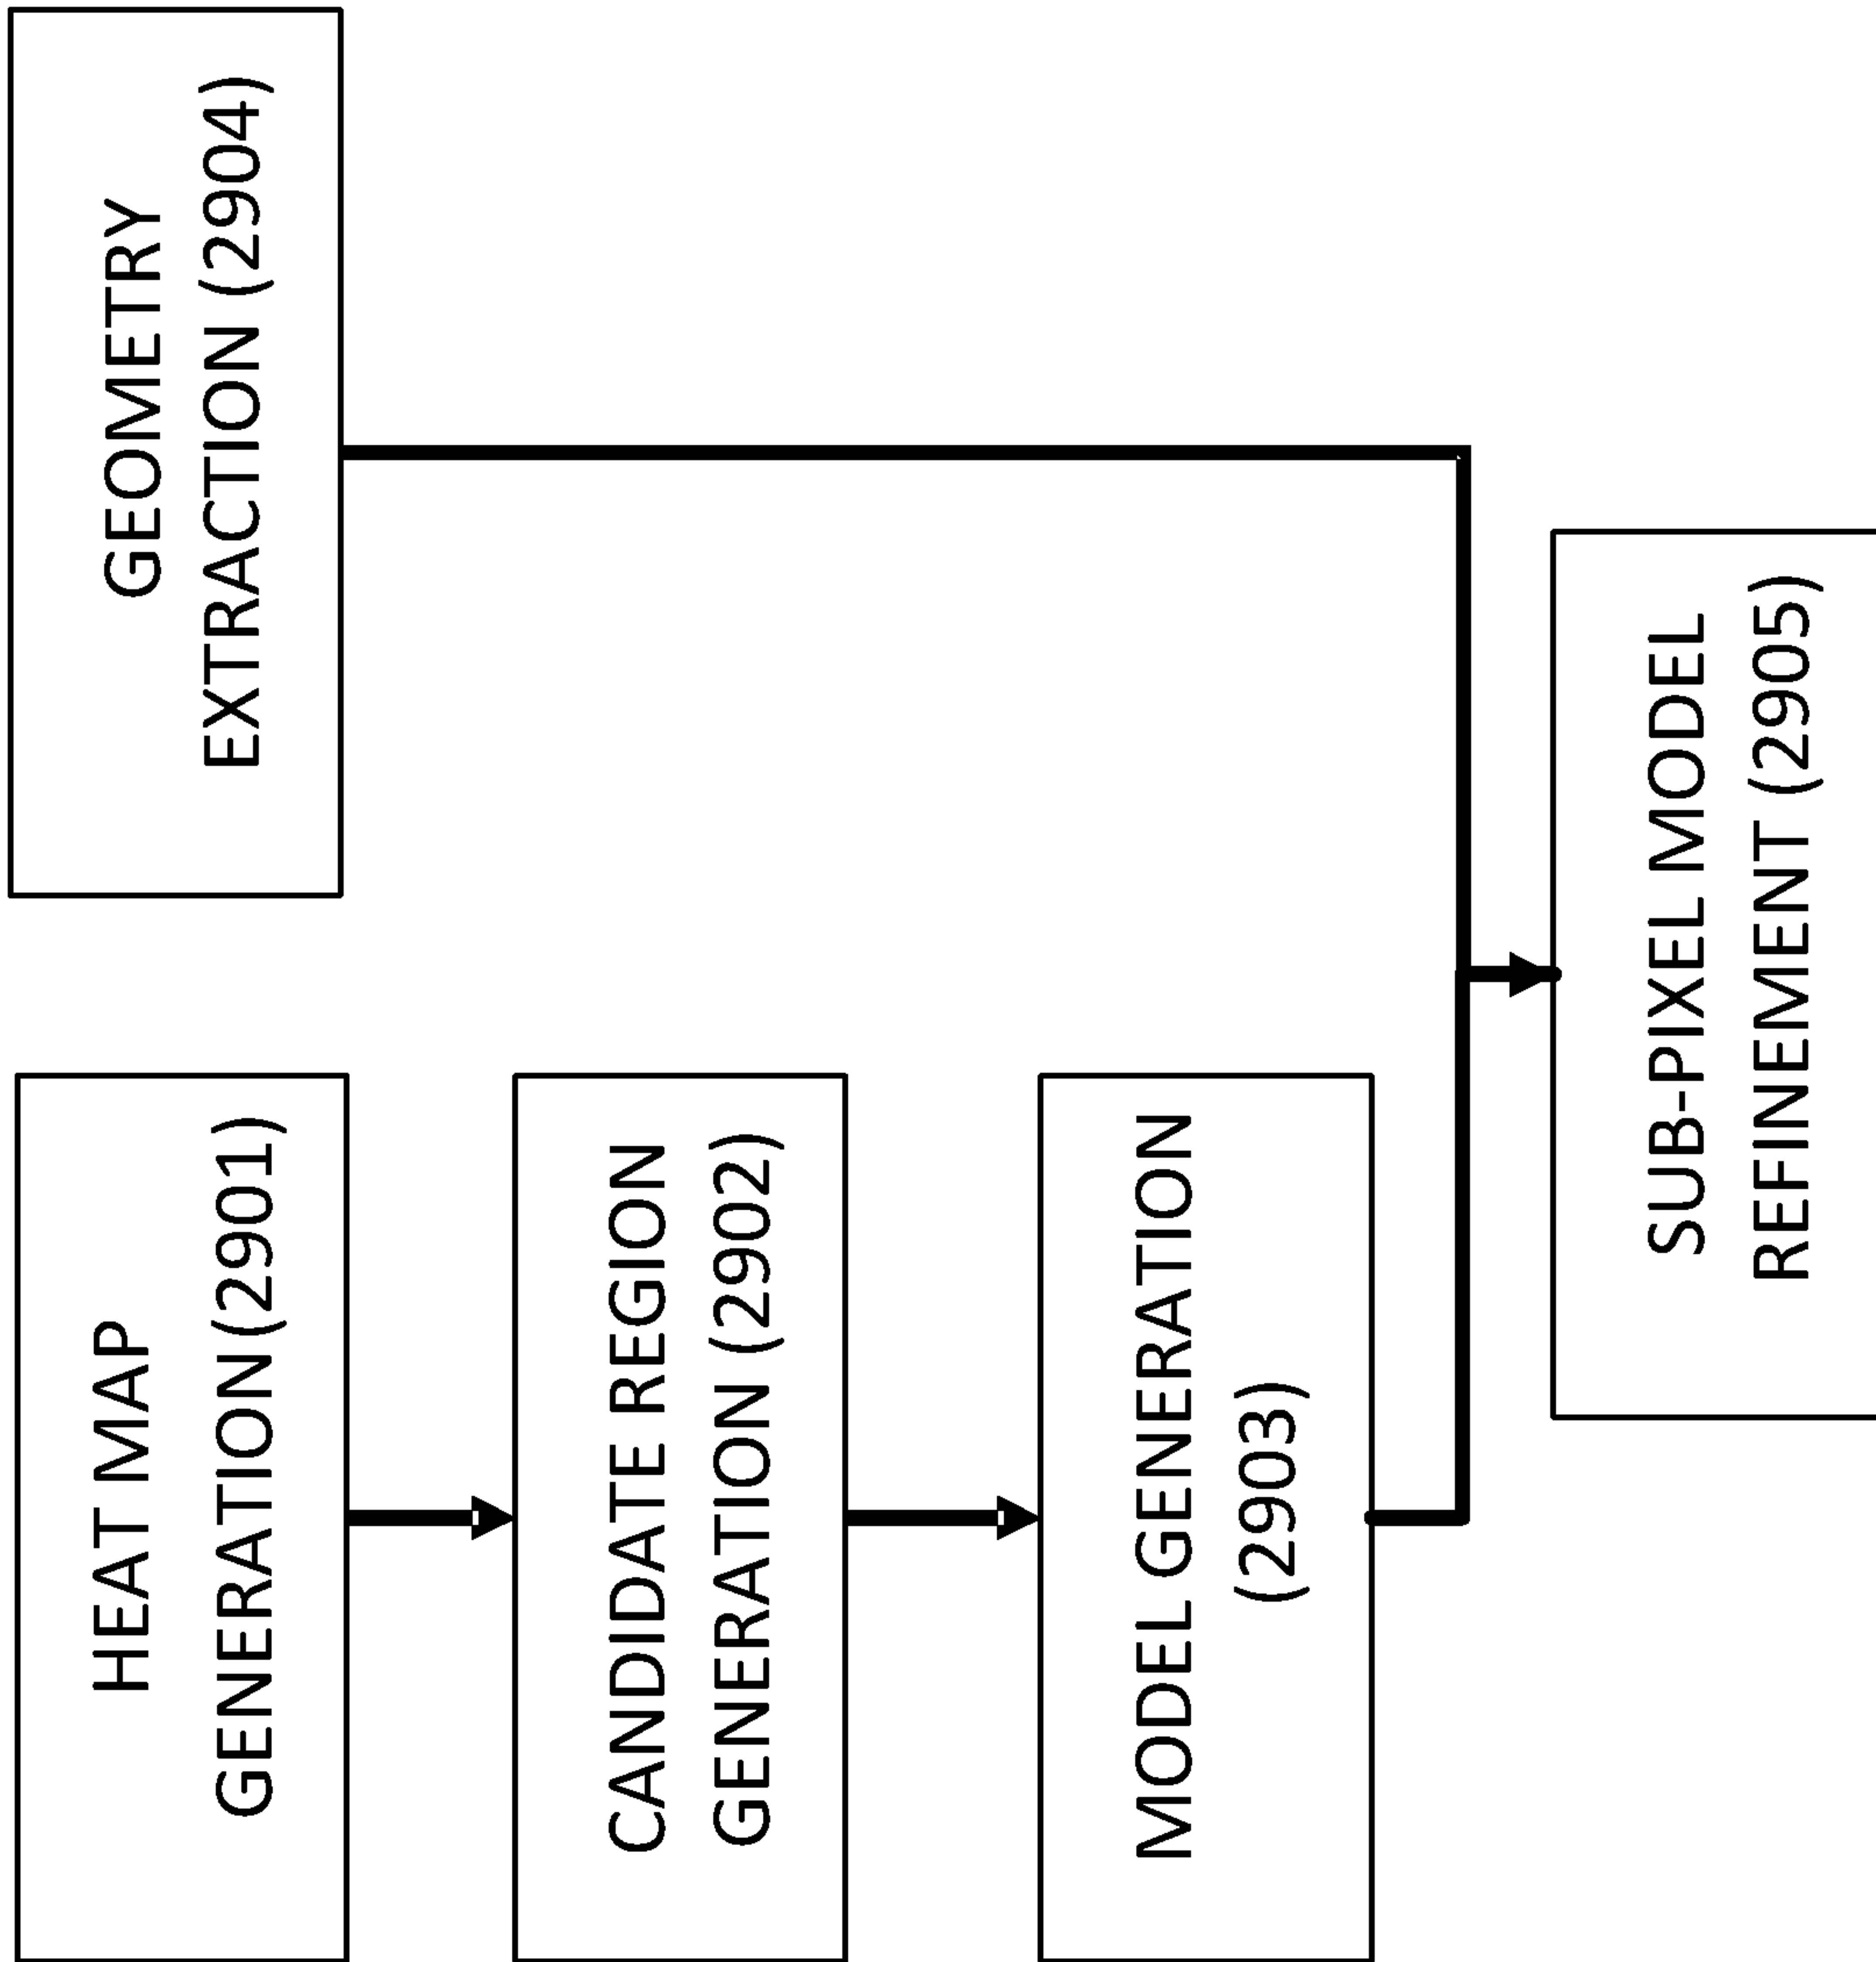 HEAT MAP
GENERATION(2901)
CANDIDATE REGION
GENERATION (2902)
MODEL GENERATION
(2903)
GEOMETRY
EXTRACTION (2904)
SUB-PIXEL MODEL
REFINEMENT (2905)